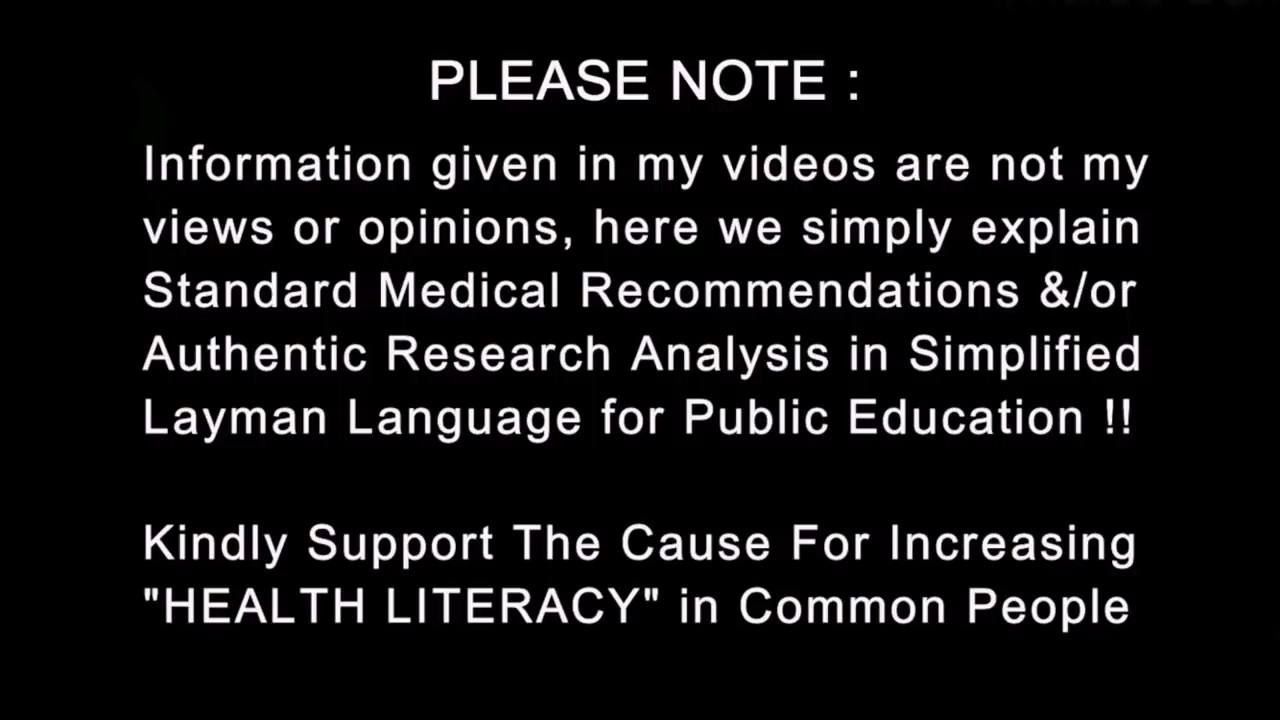 PLEASE NOTE :
Information given in my videos are not my
views or opinions, here we simply explain
Standard Medical Recommendations &/or
Authentic Research Analysis in Simplified
Layman Language for Public Education !!
Kindly Support The Cause For Increasing
"HEALTH LITERACY" in Common People